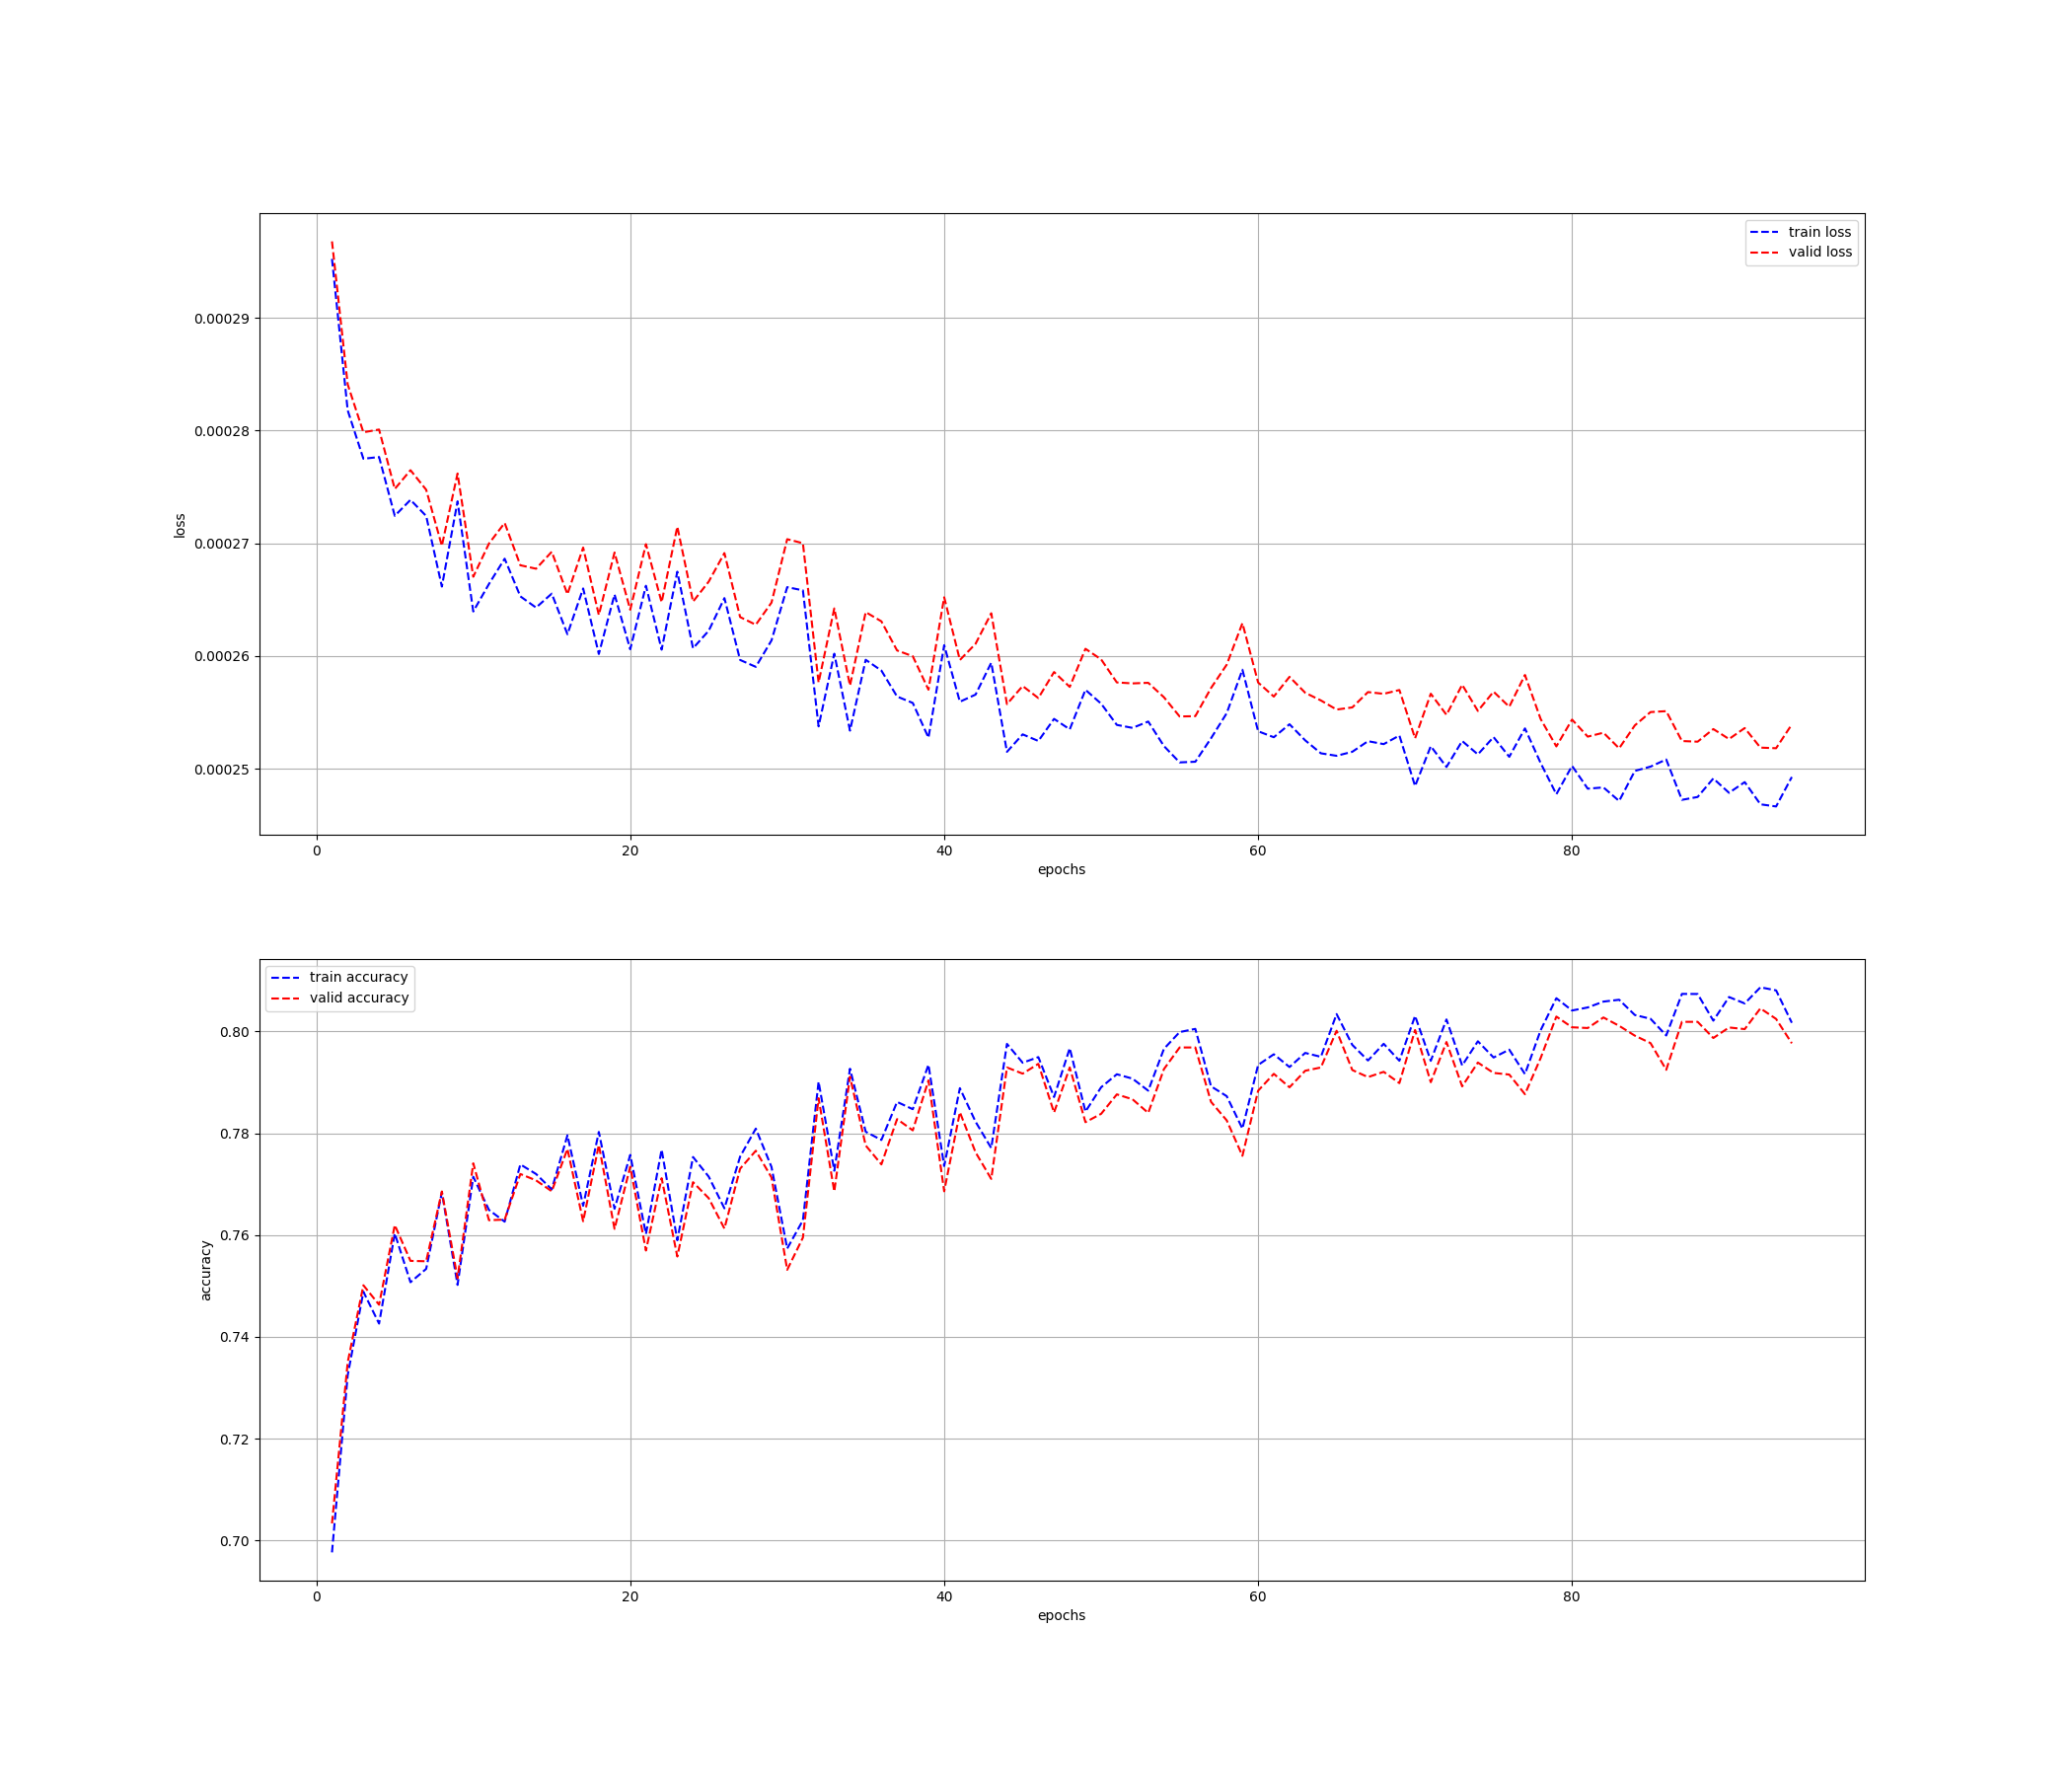 train loss
valid loss
0.00029
0.00028
0.00027
0.00026
0.00025
loss
0 20 40 60 80
epochs
train accuracy
valid accuracy
0.80
0.78
0.76
0.74
0.72
0.70
accuracy
0 20 40 60 80
epochs